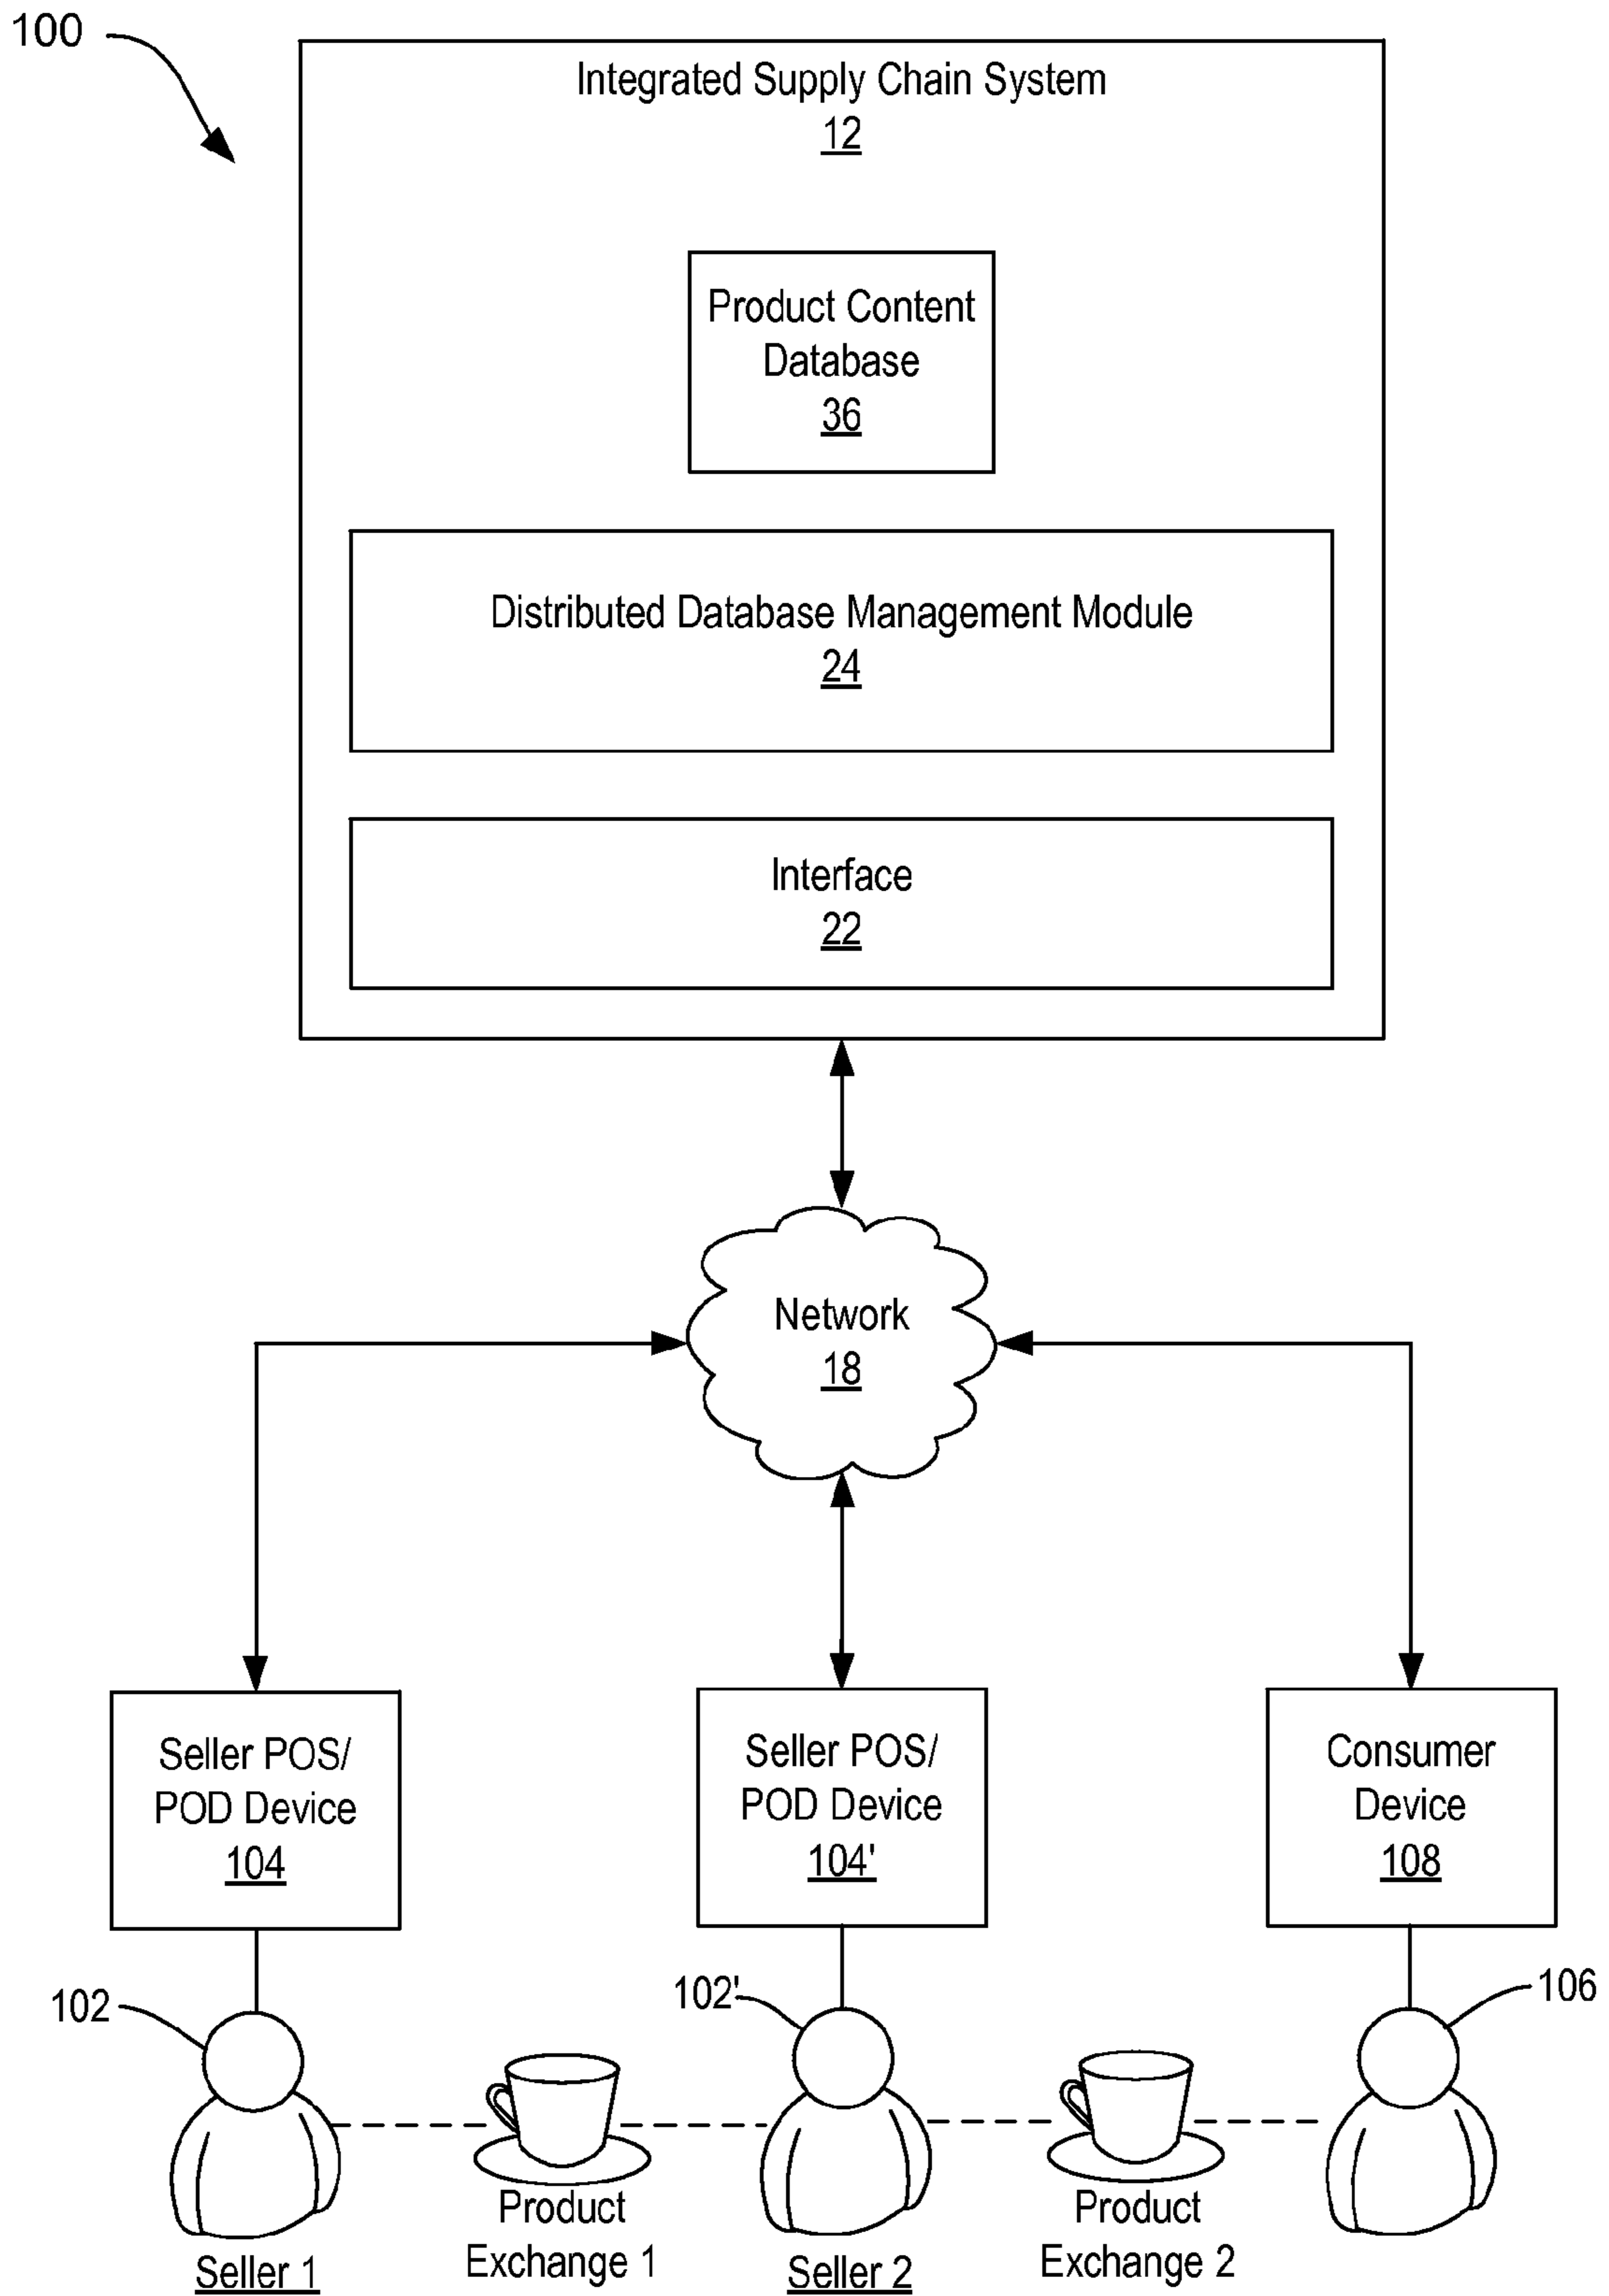 100
Integrated Supply Chain System
12
Product Content
Database
36
Distributed Database Management Module
24
Interface
22
Network
18
Seller POS/
POD Device
104
Seller POS/
POD Device
104'
Consumer
Device
108
102
102'
106
Product
Exchange 1
Product
Exchange 2
Seller 1
Seller 2